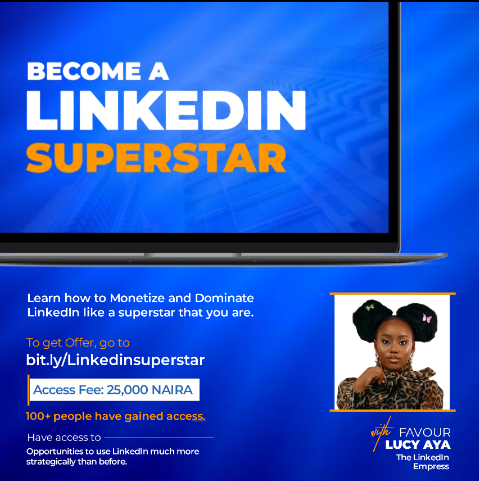 BECOME A
LINKEDIN
SUPERSTAR
Learn how to Monetize and Dominate
LinkedIn like a superstar that you are.
To get Offer, go to
bit.ly/Linkedinsuperstar
Access Fee: 25,000 NAIRA
100+ people have gained access.
Have access to
Opportunities to use LinkedIn much more
strategically than before.
with FAVOUR
LUCY AYA
The LinkedIn
Empress